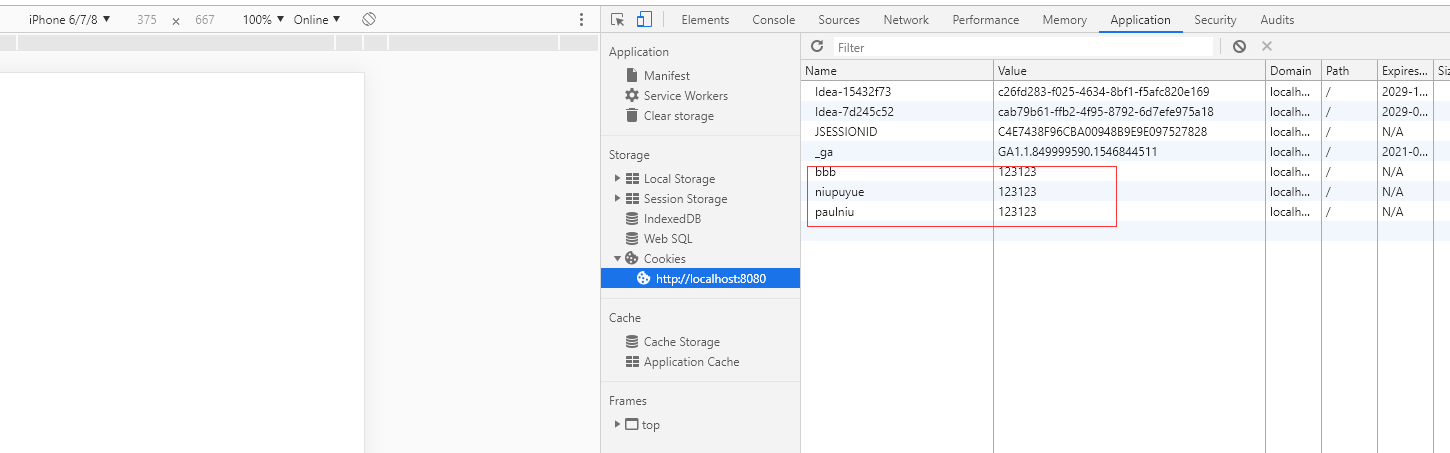 iPhone 6/7/8 ▼ 375 × 667 100% ▼ Online ▼
Elements Console Sources Network Performance Memory Application Security Audits
Application
Manifest
Service Workers
Clear storage
Storage
Local Storage
Session Storage
IndexedDB
Web SQL
Cookies
http://localhost:8080
Cache
Cache Storage
Application Cache
Frames
top
Filter
Name Value Domain Path Expires... Siz
Idea-15432f73 c26fd283-f025-4634-8bf1-f5afc820e169 localh... / 2029-1...
Idea-7d245c52 cab79b61-ffb2-4f95-8792-6d7efe975a18 localh... / 2029-0...
JSESSIONID C4E7438F96CBA00948B9E9E097527828 localh... / N/A
_ga GA1.1.849999590.1546844511 localh... / 2021-0...
bbb 123123 localh... / N/A
niupuyue 123123 localh... / N/A
paulniu 123123 localh... / N/A